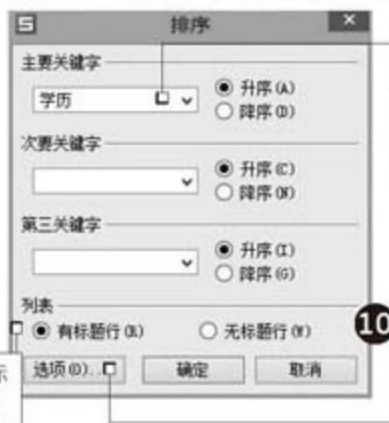 排序
主要关键字
学历
升序(A)
降序(D)
次要关键字
升序(C)
降序(N)
第三关键字
升序(I)
降序(G)
列表
有标题行(R) 无标题行(W)
10
标
选项(O)... 确定 取消